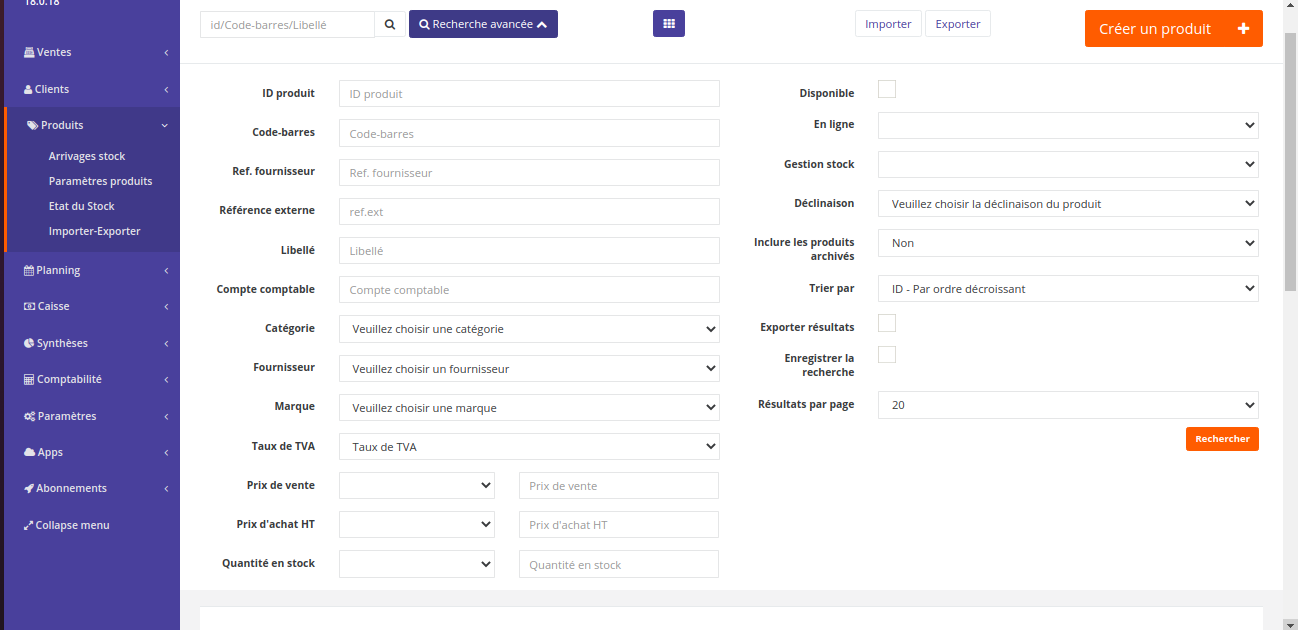 18.0.18
Ventes
Clients
Produits
Arrivages stock
Paramètres produits
Etat du Stock
Importer-Exporter
Planning
Caisse
Synthèses
Comptabilité
Paramètres
Apps
Abonnements
Collapse menu
id/Code-barres/Libellé
Recherche avancée
Importer
Exporter
Créer un produit
ID produit
ID produit
Code-barres
Code-barres
Ref. fournisseur
Ref. fournisseur
Référence externe
ref.ext
Libellé
Libellé
Compte comptable
Compte comptable
Catégorie
Veuillez choisir une catégorie
Fournisseur
Veuillez choisir un fournisseur
Marque
Veuillez choisir une marque
Taux de TVA
Taux de TVA
Prix de vente
Prix de vente
Prix d'achat HT
Prix d'achat HT
Quantité en stock
Quantité en stock
Disponible
En ligne
Gestion stock
Déclinaison
Veuillez choisir la déclinaison du produit
Inclure les produits
archivés
Non
Trier par
ID - Par ordre décroissant
Exporter résultats
Enregistrer la
recherche
Résultats par page
20
Rechercher